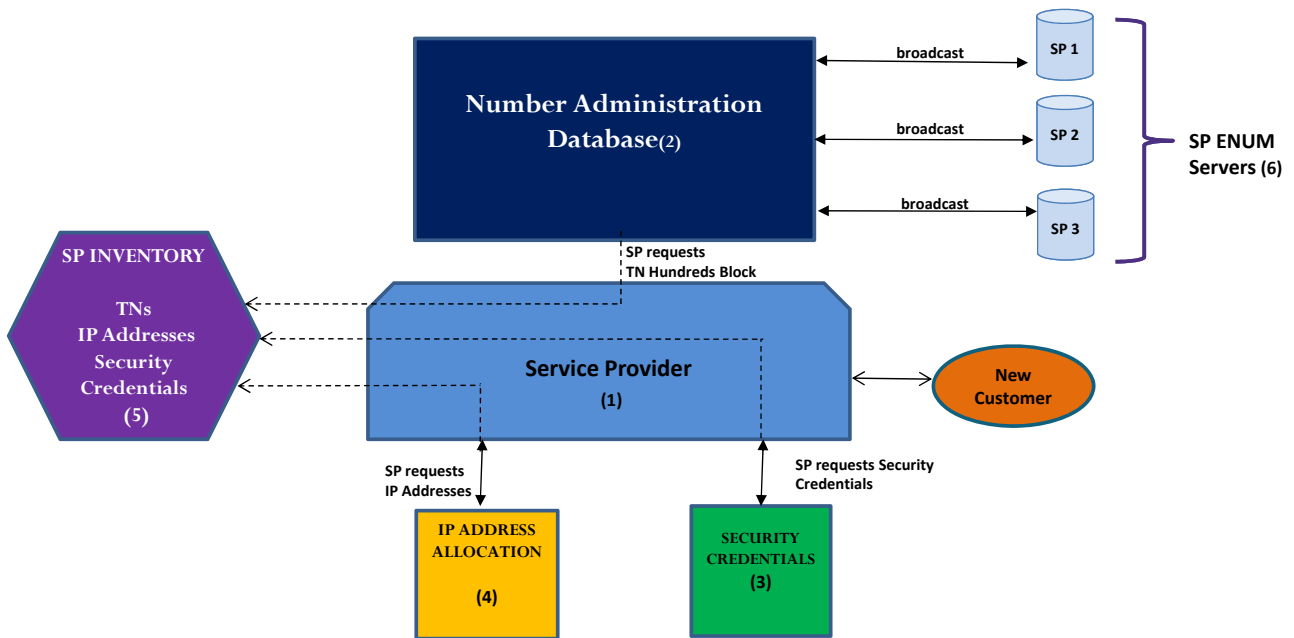 Number Administration
Database(2)
broadcast
SP 1
broadcast
SP 2
broadcast
SP 3
SP ENUM
Servers (6)
SP requests
TN Hundreds Block
SP INVENTORY
TNs
IP Addresses
Security
Credentials
(5)
Service Provider
(1)
New
Customer
SP requests
IP Addresses
SP requests Security
Credentials
IP ADDRESS
ALLOCATION
(4)
SECURITY
CREDENTIALS
(3)